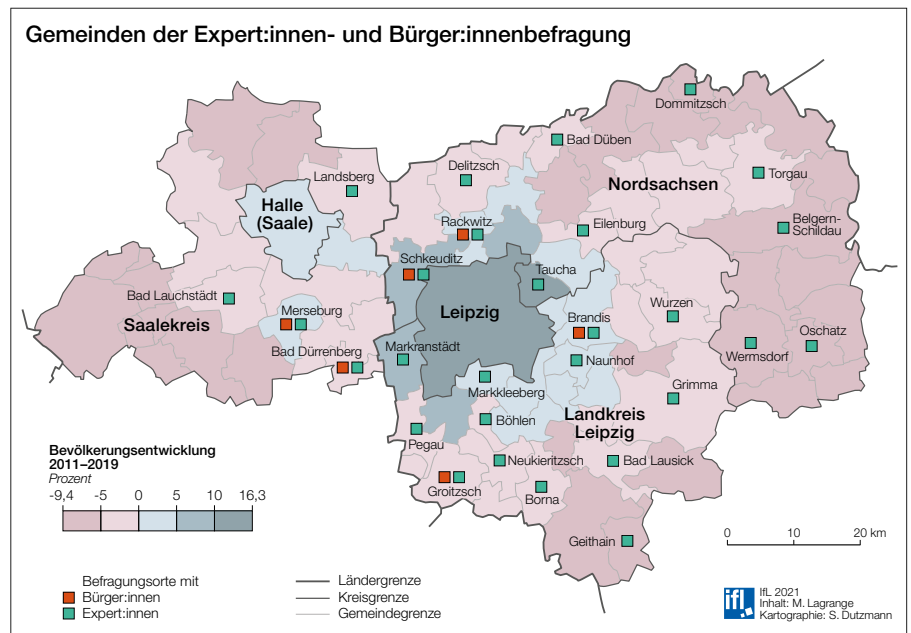 Gemeinden der Expert:innen- und Bürger:innenbefragung
Dommitzsch
Bad Düben
Delitzsch
Landsberg
Torgau
Nordsachsen
Halle
(Saale)
Rackwitz
Eilenburg
Belgern-
Schildau
Schkeuditz
Taucha
Bad Lauchstädt
Wurzen
Merseburg
Leipzig
Brandis
Saalekreis
Oschatz
Bad Dürrenberg
Markranstädt
Wermsdorf
Naunhof
Grimma
Markkleeberg
Landkreis
Leipzig
Böhlen
Pegau
Bevölkerungsentwicklung
2011–2019
Prozent
-9,4 -5 0 5 10 16,3
Neukieritzsch
Bad Lausick
Groitzsch
Borna
Geithain
0 10 20 km
Befragungsorte mit
Bürger:innen
Expert:innen
Ländergrenze
Kreisgrenze
Gemeindegrenze
ifl
IfL 2021
Inhalt: M. Lagrange
Kartographie: S. Dutzmann